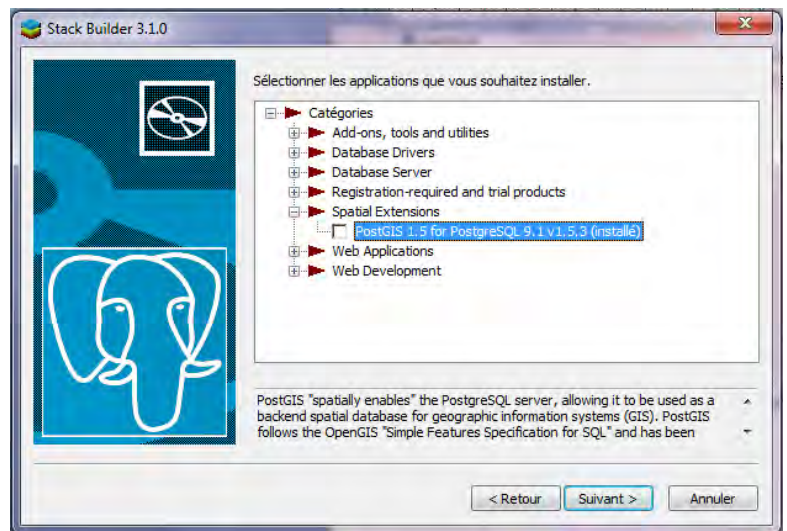 Stack Builder 3.1.0
Sélectionner les applications que vous souhaitez installer.
Catégories
Add-ons, tools and utilities
Database Drivers
Database Server
Registration-required and trial products
Spatial Extensions
PostGIS 1.5 for PostgreSQL 9.1 v1.5.3 (installé)
Web Applications
Web Development
PostGIS "spatially enables" the PostgreSQL server, allowing it to be used as a
backend spatial database for geographic information systems (GIS). PostGIS
follows the OpenGIS "Simple Features Specification for SQL" and has been
< Retour
Suivant >
Annuler